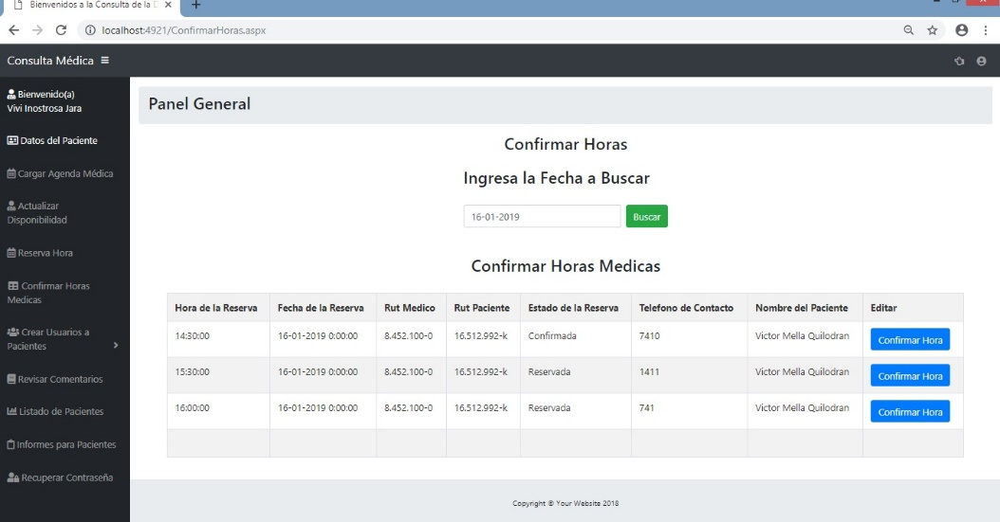 Bienvenidos a la Consulta de la
localhost:4921/ConfirmarHoras.aspx
Consulta Médica
Bienvenido(a)
Vivi Inostrosa Jara
Datos del Paciente
Cargar Agenda Médica
Actualizar
Disponibilidad
Reserva Hora
Confirmar Horas
Medicas
Crear Usuarios a
Pacientes
Revisar Comentarios
Listado de Pacientes
Informes para Pacientes
Recuperar Contraseña
Panel General
Confirmar Horas
Ingresa la Fecha a Buscar
16-01-2019 Buscar
Confirmar Horas Medicas
Hora de la Reserva Fecha de la Reserva Rut Medico Rut Paciente Estado de la Reserva Telefono de Contacto Nombre del Paciente Editar
14:30:00 16-01-2019 0:00:00 8.452.100-0 16.512.992-k Confirmada 7410 Victor Mella Quilodran Confirmar Hora
15:30:00 16-01-2019 0:00:00 8.452.100-0 16.512.992-k Reservada 1411 Victor Mella Quilodran Confirmar Hora
16:00:00 16-01-2019 0:00:00 8.452.100-0 16.512.992-k Reservada 741 Victor Mella Quilodran Confirmar Hora
Copyright © Your Website 2018